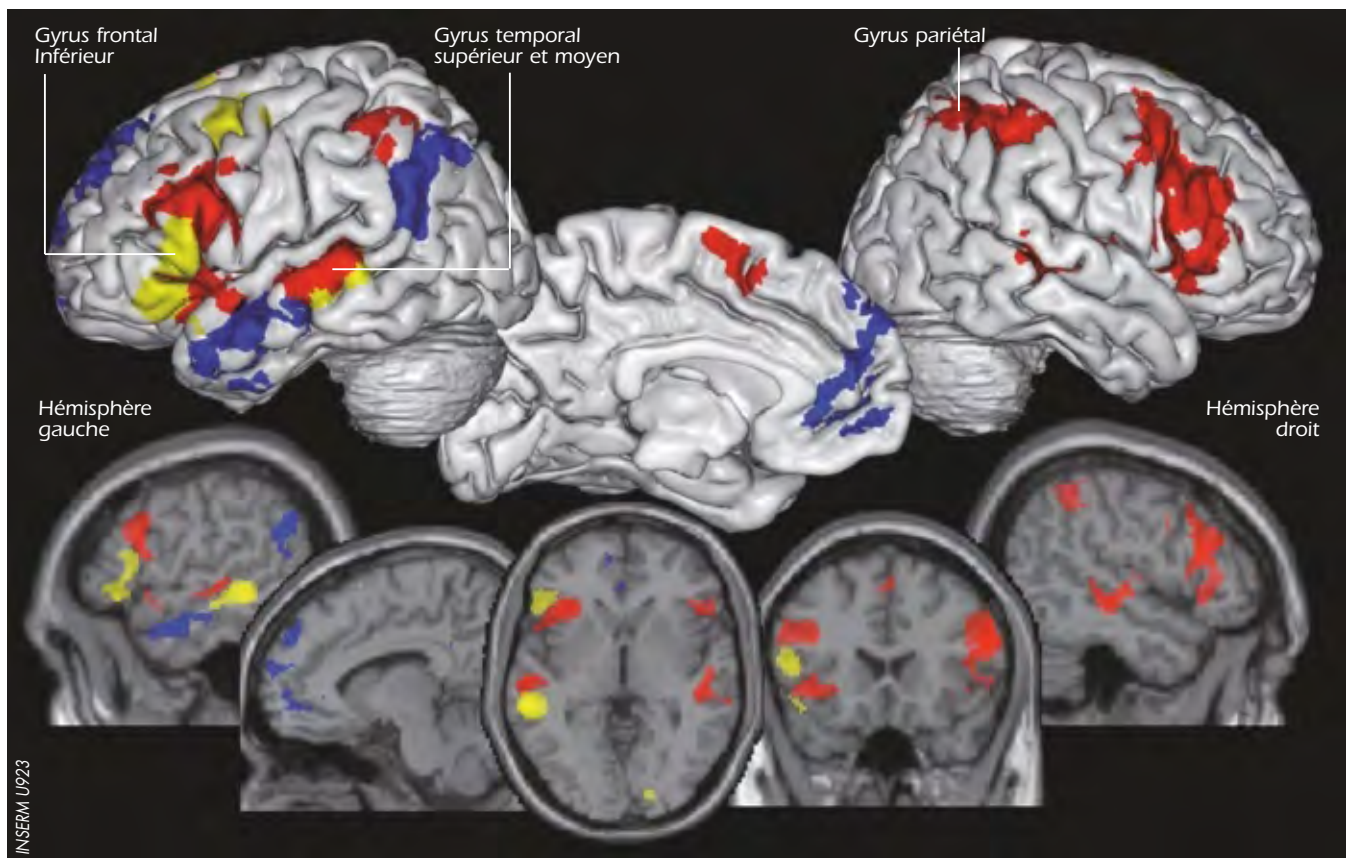 Gyrus frontal
Inférieur
Gyrus temporal
supérieur et moyen
Gyrus pariétal
Hémisphère
gauche
Hémisphère
droit
INSERM U923